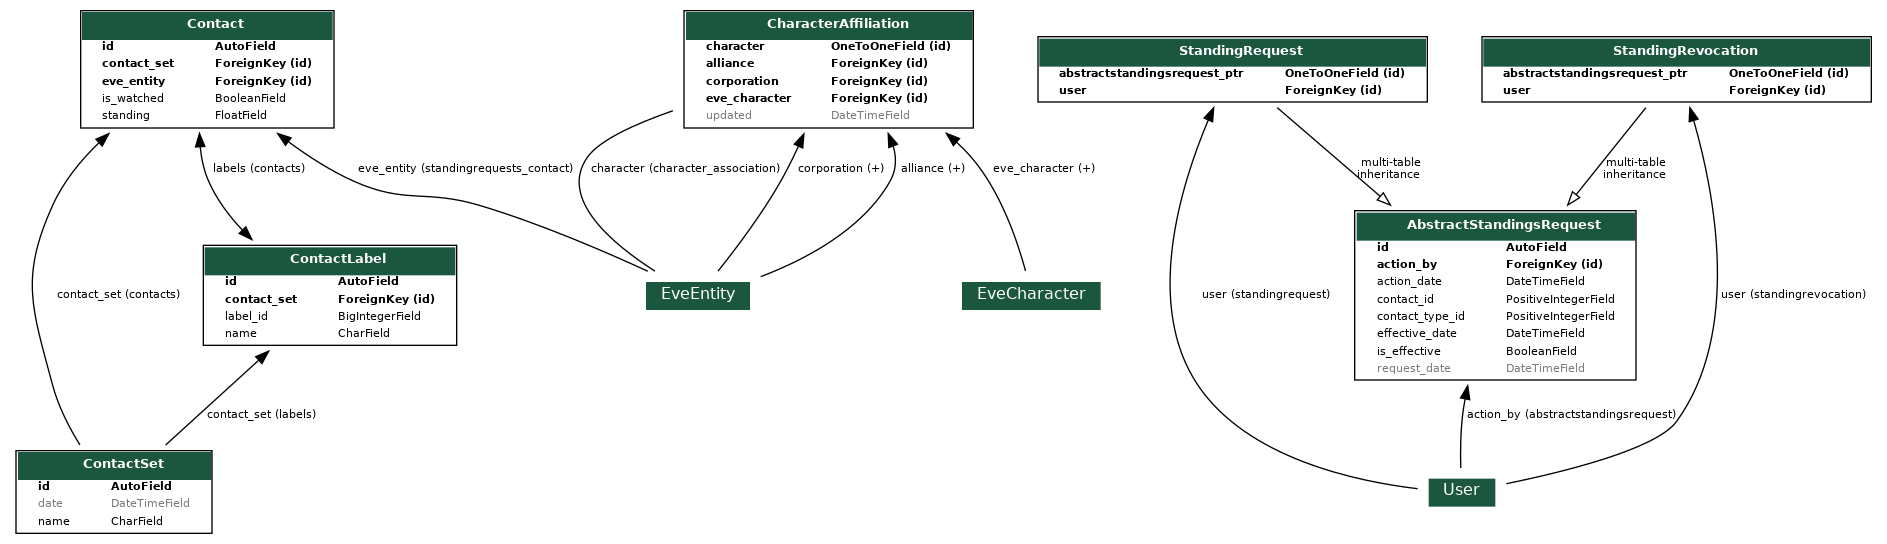 Contact
id AutoField
contact_set ForeignKey (id)
eve_entity ForeignKey (id)
is_watched BooleanField
standing FloatField
CharacterAffiliation
character OneToOneField (id)
alliance ForeignKey (id)
corporation ForeignKey (id)
eve_character ForeignKey (id)
updated DateTimeField
StandingRequest
abstractstandingsrequest_ptr OneToOneField (id)
user ForeignKey (id)
StandingRevocation
abstractstandingsrequest_ptr OneToOneField (id)
user ForeignKey (id)
labels (contacts)
eve_entity (standingrequests_contact)
character (character_association)
corporation (+)
alliance (+)
eve_character (+)
multi-table
inheritance
multi-table
inheritance
ContactLabel
id AutoField
contact_set ForeignKey (id)
label_id BigIntegerField
name CharField
contact_set (contacts)
EveEntity
EveCharacter
user (standingrequest)
AbstractStandingsRequest
id AutoField
action_by ForeignKey (id)
action_date DateTimeField
contact_id PositiveIntegerField
contact_type_id PositiveIntegerField
effective_date DateTimeField
is_effective BooleanField
request_date DateTimeField
user (standingrevocation)
contact_set (labels)
action_by (abstractstandingsrequest)
ContactSet
id AutoField
date DateTimeField
name CharField
User